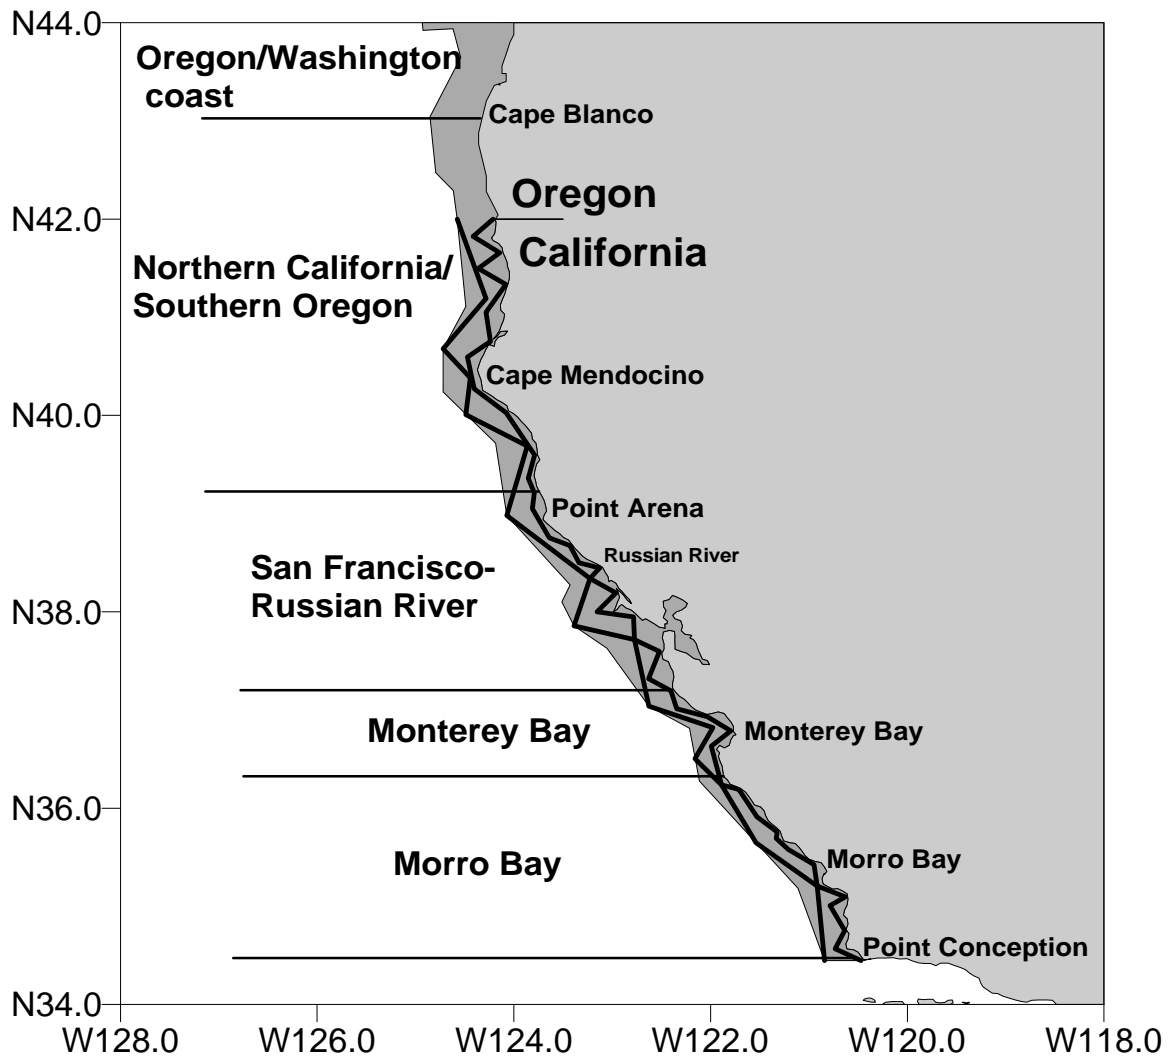 N44.0
Oregon/Washington
coast
Cape Blanco
Oregon
N42.0
California
Northern California/
Southern Oregon
Cape Mendocino
N40.0
Point Arena
Russian River
San Francisco-
Russian River
N38.0
Monterey Bay
Monterey Bay
N36.0
Morro Bay
Morro Bay
Point Conception
N34.0
W128.0 W126.0 W124.0 W122.0 W120.0 W118.0